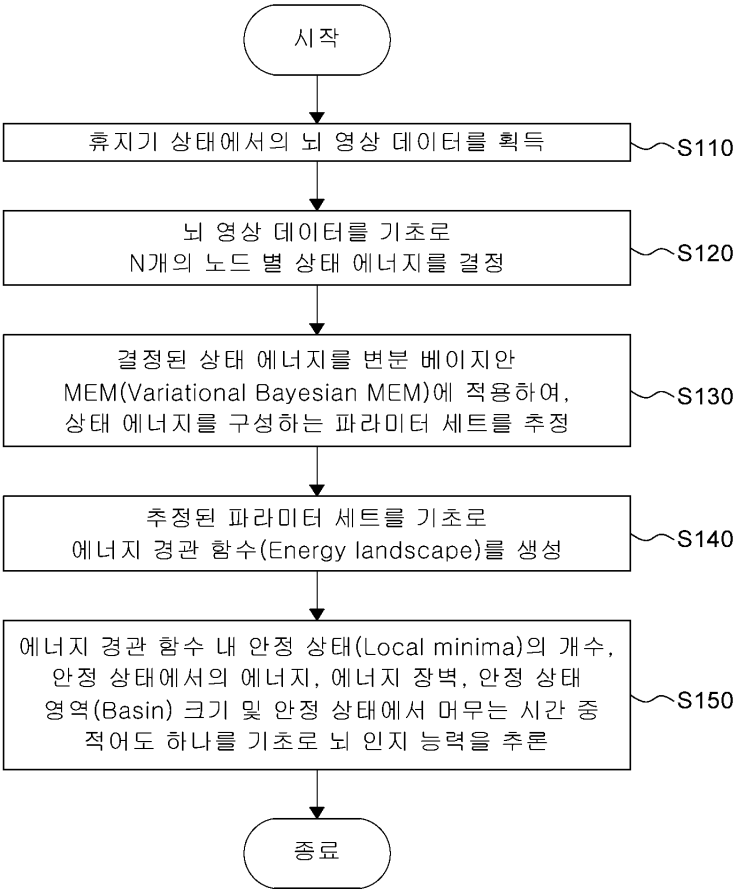 시작
휴지기 상태에서의 뇌 영상 데이터를 획득
S110
뇌 영상 데이터를 기초로
N개의 노드 별 상태 에너지를 결정
S120
결정된 상태 에너지를 변분 베이지안
MEM(Variational Bayesian MEM)에 적용하여,
상태 에너지를 구성하는 파라미터 세트를 추정
S130
추정된 파라미터 세트를 기초로
에너지 경관 함수(Energy landscape)를 생성
S140
에너지 경관 함수 내 안정 상태(Local minima)의 개수,
안정 상태에서의 에너지, 에너지 장벽, 안정 상태
영역(Basin) 크기 및 안정 상태에서 머무는 시간 중
적어도 하나를 기초로 뇌 인지 능력을 추론
S150
종료